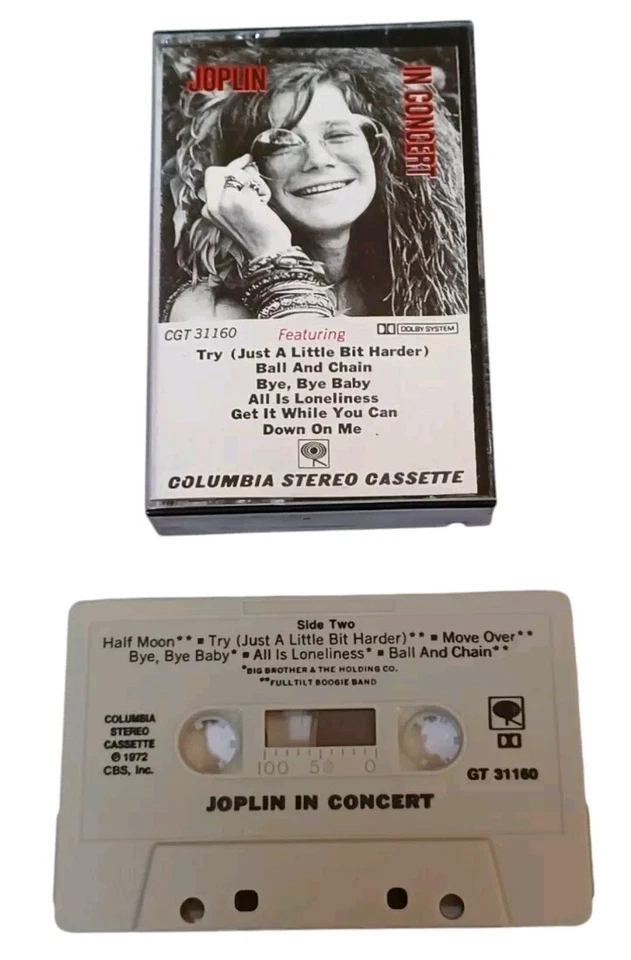 JOPLIN
IN CONCERT
CGT 31160 Featuring DOLBY SYSTEM
Try (Just A Little Bit Harder)
Ball And Chain
Bye, Bye Baby
All Is Loneliness
Get It While You Can
Down On Me
COLUMBIA STEREO CASSETTE
Side Two
Half Moon** ▪ Try (Just A Little Bit Harder)** ▪ Move Over**
Bye, Bye Baby* ▪ All Is Loneliness* ▪ Ball And Chain**
*BIG BROTHER & THE HOLDING CO.
**FULL TILT BOOGIE BAND
COLUMBIA
STEREO
CASSETTE
℗ 1972
CBS, Inc.
100 50 0
GT 31160
JOPLIN IN CONCERT